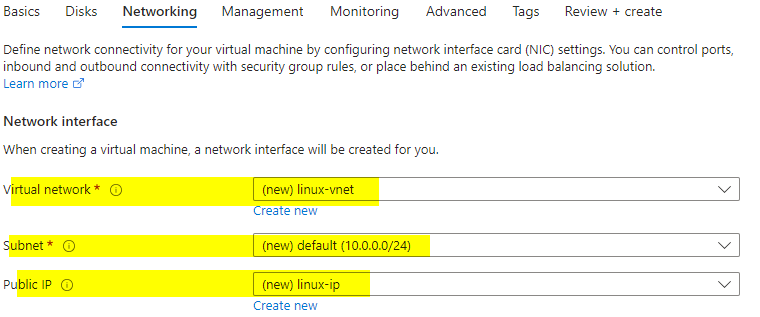 Basics Disks Networking Management Monitoring Advanced Tags Review + create
Define network connectivity for your virtual machine by configuring network interface card (NIC) settings. You can control ports,
inbound and outbound connectivity with security group rules, or place behind an existing load balancing solution.
Learn more
Network interface
When creating a virtual machine, a network interface will be created for you.
Virtual network * (new) linux-vnet
Create new
Subnet * (new) default (10.0.0.0/24)
Public IP (new) linux-ip
Create new